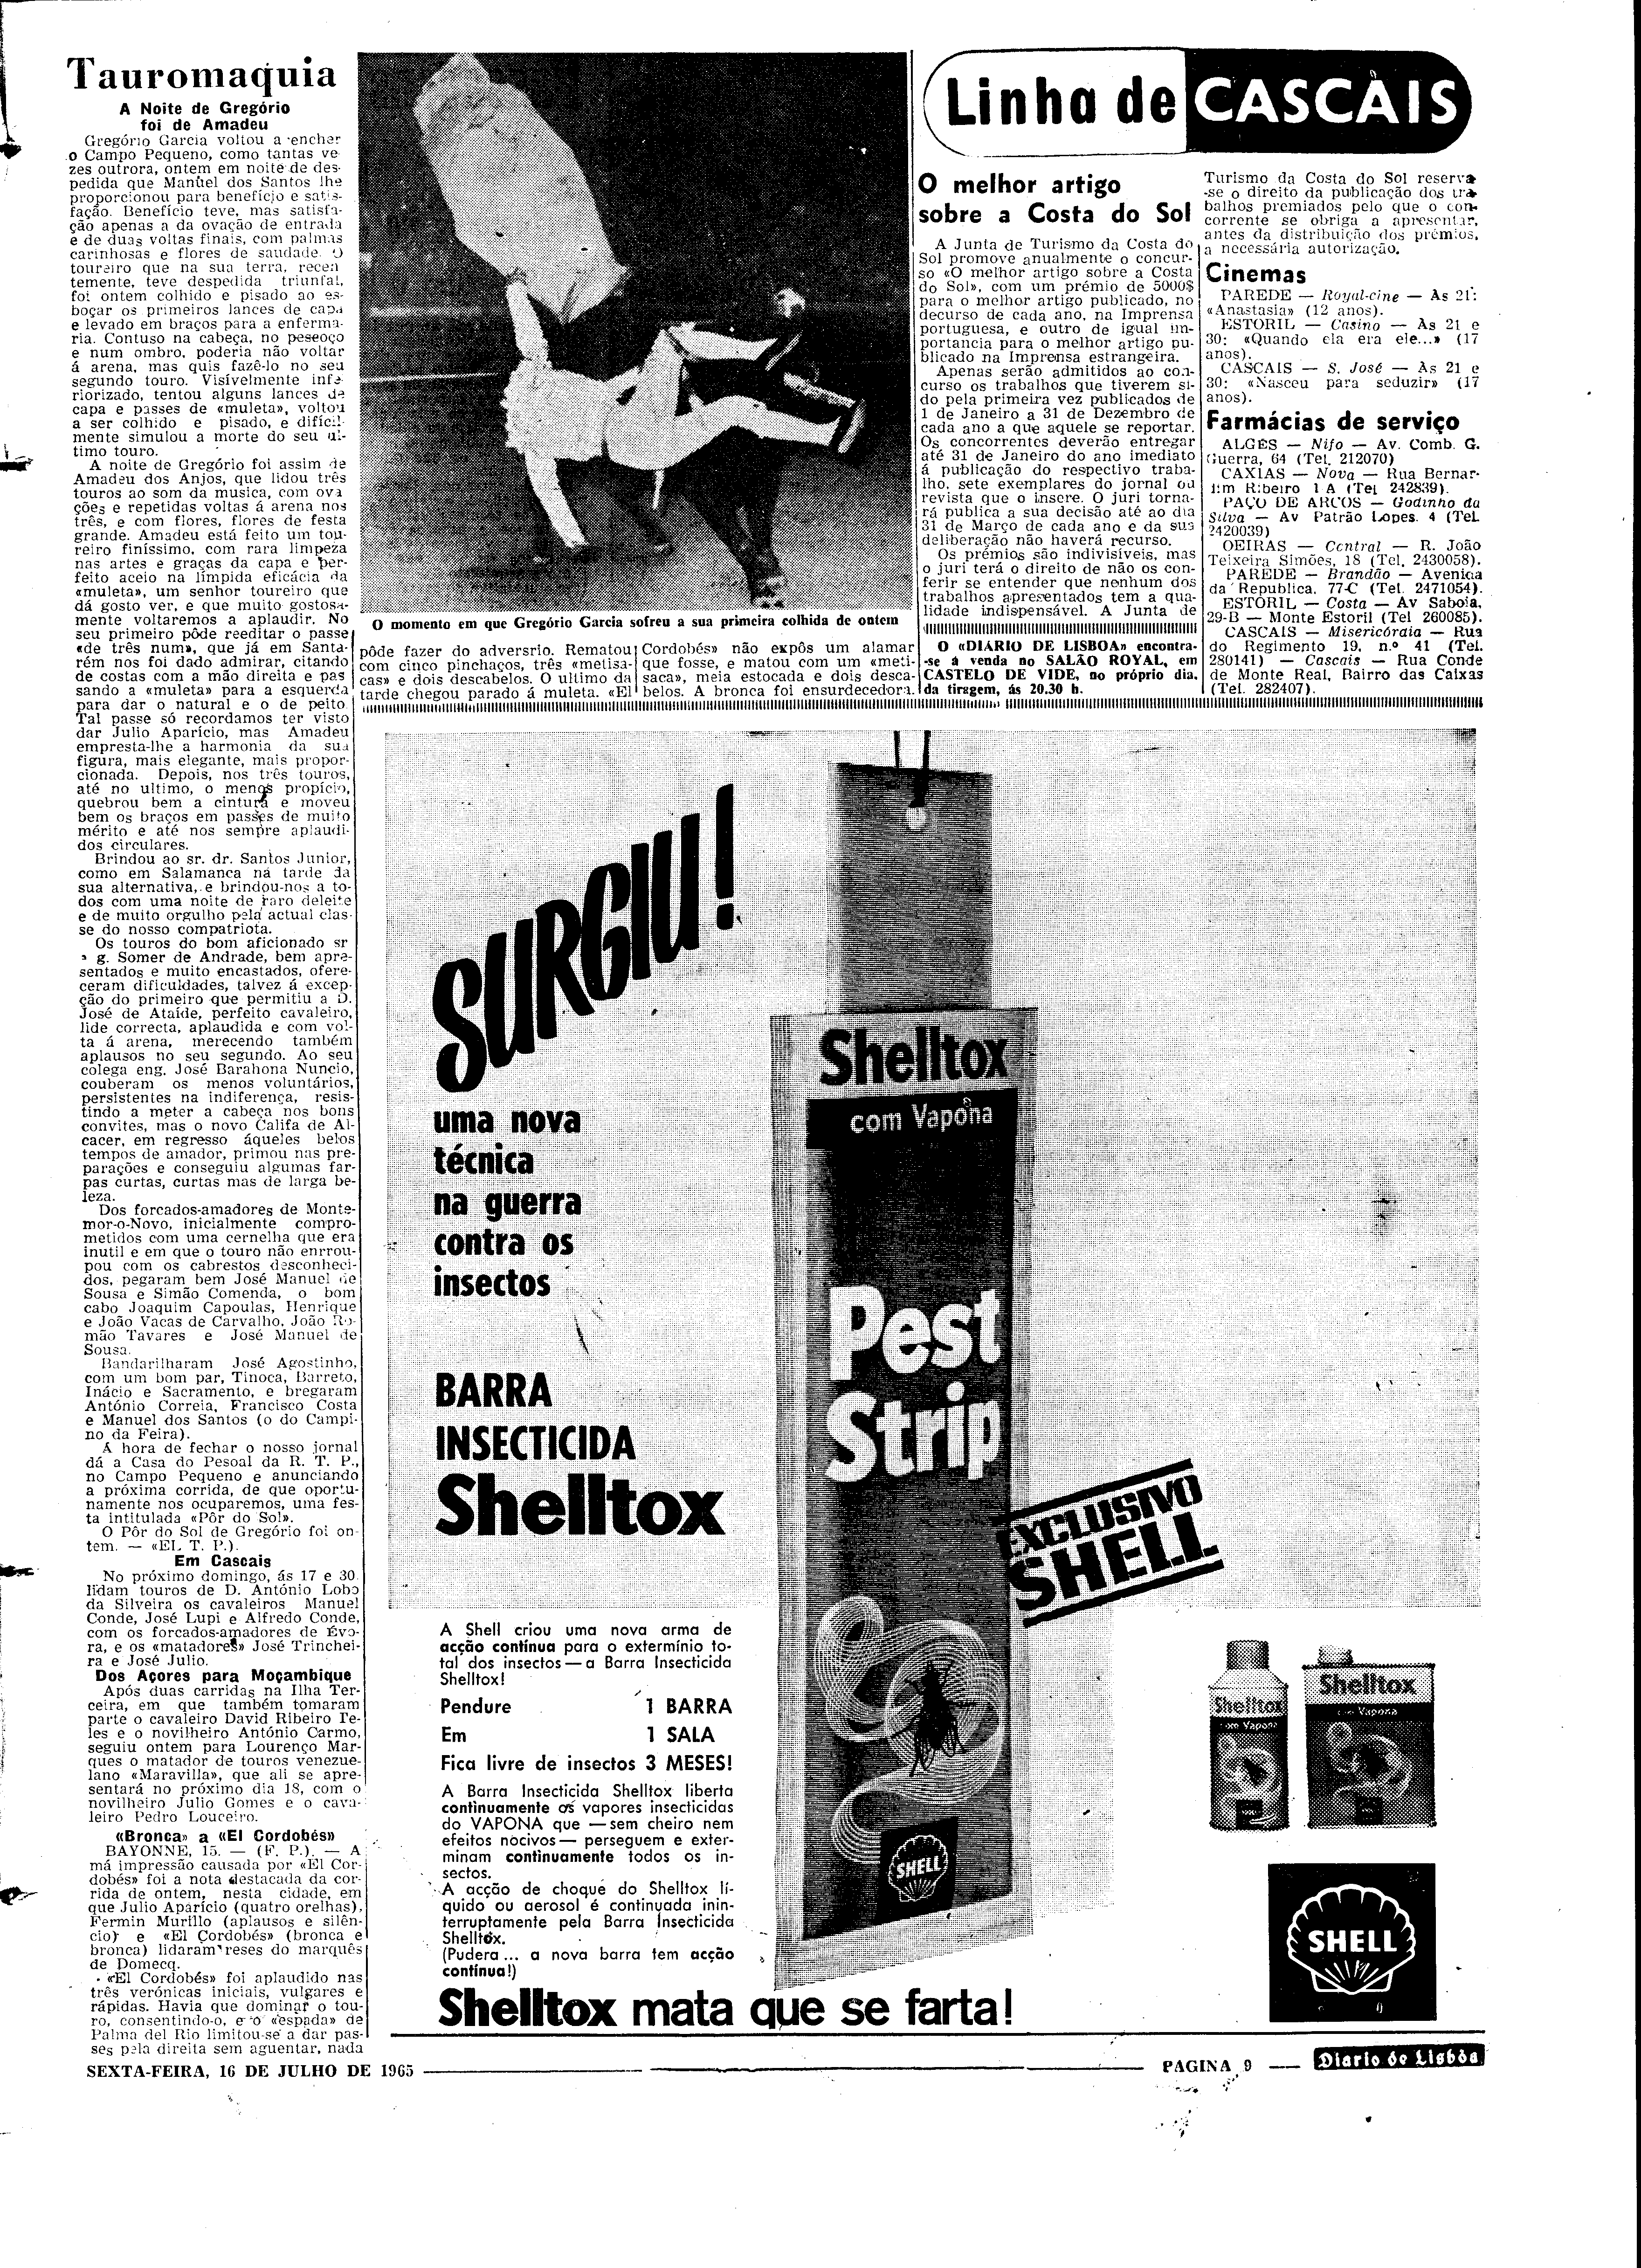 Tauromaquia
A Noite de Gregório
foi de Amadeu
Gregório Garcia voltou a encher
o Campo Pequeno, como tantas ve
zes outrora, ontem em noite de des-
pedida que Manuel dos Santos lhe
proporcionou para benefício e satis-
fação. Benefício teve, mas satisfa-
ção apenas a da ovação de entrada
e de duas voltas finais, com palmas
carinhosas e flores de saudade. O
toureiro que na sua terra, recen
temente, teve despedida triunfal,
foi ontem colhido e pisado ao es-
boçar os primeiros lances de capa
e levado em braços para a enferma-
ria. Contuso na cabeça, no peseoço
e num ombro, poderia não voltar
á arena, mas quis fazê-lo no seu
segundo touro. Visívelmente infe-
riorizado, tentou alguns lances de
capa e passes de «muleta», voltou
a ser colhido e pisado, e difícil-
mente simulou a morte do seu úl-
timo touro.
A noite de Gregório foi assim de
Amadeu dos Anjos, que lidou três
touros ao som da musica, com ova
ções e repetidas voltas á arena nos
três, e com flores, flores de festa
grande. Amadeu está feito um tou-
reiro finíssimo, com rara limpeza
nas artes e graças da capa e per-
feito aceio na límpida eficácia da
«muleta», um senhor toureiro que
dá gosto ver, e que muito gostosa-
mente voltaremos a aplaudir. No
seu primeiro pôde reeditar o passe
«de três num», que já em Santa-
rém nos foi dado admirar, citando
de costas com a mão direita e pas
sando a «muleta» para a esquerda
para dar o natural e o de peito.
Tal passe só recordamos ter visto
dar Julio Aparício, mas Amadeu
empresta-lhe a harmonia da sua
figura, mais elegante, mais propor-
cionada. Depois, nos três touros,
até no ultimo, o menos propício,
quebrou bem a cintura e moveu
bem os braços em passes de muito
mérito e até nos sempre aplaudi-
dos circulares.
Brindou ao sr. dr. Santos Junior,
como em Salamanca na tarde da
sua alternativa, e brindou-nos a to-
dos com uma noite de raro deleite
e de muito orgulho pela actual clas-
se do nosso compatriota.
Os touros do bom aficionado sr
g. Somer de Andrade, bem apre-
sentados e muito encastados, ofere-
ceram dificuldades, talvez á excep-
ção do primeiro que permitiu a D.
José de Ataíde, perfeito cavaleiro,
lide correcta, aplaudida e com vol-
ta á arena, merecendo também
aplausos no seu segundo. Ao seu
colega eng. José Barahona Nuncio,
couberam os menos voluntários,
persistentes na indiferença, resis-
tindo a meter a cabeça nos bons
convites, mas o novo Califa de Al-
cacer, em regresso áqueles belos
tempos de amador, primou nas pre-
parações e conseguiu algumas far-
pas curtas, curtas mas de larga be-
leza.
Dos forcados-amadores de Monte-
mor-o-Novo, inicialmente compro-
metidos com uma cernelha que era
inutil e em que o touro não enrrou-
pou com os cabrestos desconheci-
dos, pegaram bem José Manuel de
Sousa e Simão Comenda, o bom
cabo Joaquim Capoulas, Henrique
e João Vacas de Carvalho, João Ro-
mão Tavares e José Manuel de
Sousa.
Bandarilharam José Agostinho,
com um bom par, Tinoca, Barreto,
Inácio e Sacramento, e bregaram
António Correia, Francisco Costa
e Manuel dos Santos (o do Campi-
no da Feira).
Á hora de fechar o nosso jornal
dá a Casa do Pesoal da R. T. P.,
no Campo Pequeno e anunciando
a próxima corrida, de que oportu-
namente nos ocuparemos, uma fes-
ta intitulada «Pôr do Sol».
O Pôr do Sol de Gregório foi on-
tem. — «EL T. P.).
Em Cascais
No próximo domingo, ás 17 e 30
lidam touros de D. António Lobo
da Silveira os cavaleiros Manuel
Conde, José Lupi e Alfredo Conde,
com os forcados-amadores de Évo-
ra, e os «matadores» José Trinchei-
ra e José Julio.
Dos Açores para Moçambique
Após duas carridas na Ilha Ter-
ceira, em que também tomaram
parte o cavaleiro David Ribeiro Te-
les e o novilheiro António Carmo,
seguiu ontem para Lourenço Mar-
ques o matador de touros venezue-
lano «Maravilla», que ali se apre-
sentará no próximo dia 18, com o
novilheiro Julio Gomes e o cava-
leiro Pedro Louceiro.
«Bronca» a «El Cordobés»
BAYONNE, 15. — (F. P.). — A
má impressão causada por «El Cor-
dobés» foi a nota destacada da cor-
rida de ontem, nesta cidade, em
que Julio Aparício (quatro orelhas),
Fermin Murillo (aplausos e silên-
cio) e «El Cordobés» (bronca e
bronca) lidaram reses do marquês
de Domecq.
«El Cordobés» foi aplaudido nas
três verónicas iniciais, vulgares e
rápidas. Havia que dominar o tou-
ro, consentindo-o, e o «espada» de
Palma del Rio limitou-se a dar pas-
ses pela direita sem aguentar, nada
O momento em que Gregório Garcia sofreu a sua primeira colhida de ontem
pôde fazer do adversrio. Rematou
com cinco pinchaços, três «metisa-
cas» e dois descabelos. O ultimo da
tarde chegou parado á muleta. «El
Cordobés» não expôs um alamar
que fosse, e matou com um «meti-
saca», meia estocada e dois desca-
belos. A bronca foi ensurdecedora.
Linha de CASCAIS
O melhor artigo
sobre a Costa do Sol
A Junta de Turismo da Costa do
Sol promove anualmente o concur-
so «O melhor artigo sobre a Costa
do Sol», com um prémio de 5000$
para o melhor artigo publicado, no
decurso de cada ano, na Imprensa
portuguesa, e outro de igual im-
portancia para o melhor artigo pu-
blicado na Imprensa estrangeira.
Apenas serão admitidos ao con-
curso os trabalhos que tiverem si-
do pela primeira vez publicados de
1 de Janeiro a 31 de Dezembro de
cada ano a que aquele se reportar.
Os concorrentes deverão entregar
até 31 de Janeiro do ano imediato
á publicação do respectivo traba-
lho, sete exemplares do jornal ou
revista que o insere. O juri torna-
rá publica a sua decisão até ao dia
31 de Março de cada ano e da sua
deliberação não haverá recurso.
Os prémios são indivisíveis, mas
o juri terá o direito de não os con-
ferir se entender que nenhum dos
trabalhos apresentados tem a qua-
lidade indispensável. A Junta de
O «DIÁRIO DE LISBOA» encontra-
-se á venda no SALÃO ROYAL, em
CASTELO DE VIDE, no próprio dia,
da tiragem, ás 20.30 h.
Turismo da Costa do Sol reserva-
-se o direito da publicação dos tra-
balhos premiados pelo que o con-
corrente se obriga a apresentar,
antes da distribuição dos prémios,
a necessária autorização.
Cinemas
PAREDE — Royal-cine — Às 21:
«Anastasia» (12 anos).
ESTORIL — Casino — Às 21 e
30: «Quando ela era ele...» (17
anos).
CASCAIS — S. José — Às 21 e
30: «Nasceu para seduzir» (17
anos).
Farmácias de serviço
ALGÉS — Nifo — Av. Comb. G.
Guerra, 64 (Tel. 212070)
CAXIAS — Nova — Rua Bernar-
dim Ribeiro 1 A (Tel 242839).
PAÇO DE ARCOS — Godinho da
Silva — Av Patrão Lopes. 4 (Tel.
2420039)
OEIRAS — Central — R. João
Teixeira Simões, 18 (Tel. 2430058).
PAREDE — Brandão — Avenida
da Republica. 77-C (Tel. 2471054).
ESTORIL — Costa — Av Saboia,
29-B — Monte Estoril (Tel 260085).
CASCAIS — Misericórdia — Rua
do Regimento 19, n.º 41 (Tel.
280141) — Cascais — Rua Conde
de Monte Real, Bairro das Caixas
(Tel. 282407).
SURGIU!
uma nova
técnica
na guerra
contra os
insectos
BARRA
INSECTICIDA
Shelltox
Shelltox
com Vapona
Pest
Strip
SHELL
EXCLUSIVO
SHELL
A Shell criou uma nova arma de
acção contínua para o extermínio to-
tal dos insectos — a Barra Insecticida
Shelltox!
Pendure 1 BARRA
Em 1 SALA
Fica livre de insectos 3 MESES!
A Barra Insecticida Shelltox liberta
continuamente os vapores insecticidas
do VAPONA que — sem cheiro nem
efeitos nocivos — perseguem e exter-
minam continuamente todos os in-
sectos.
A acção de choque do Shelltox lí-
quido ou aerosol é continuada inin-
terruptamente pela Barra Insecticida
Shelltox.
(Pudera ... a nova barra tem acção
contínua!)
Shelltox
com Vapona
Shelltox
com Vapona
SHELL
Shelltox mata que se farta!
SEXTA-FEIRA, 16 DE JULHO DE 1965
PAGINA 9
Diario de Lisbôa